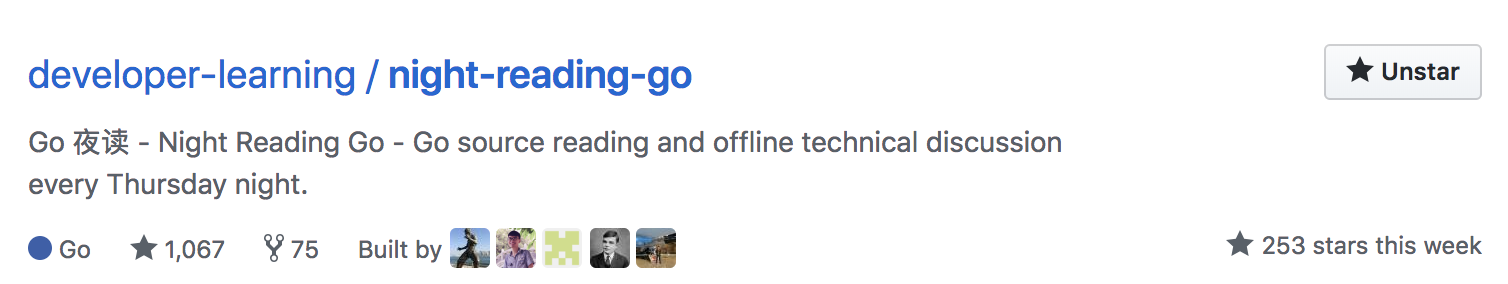 developer-learning / night-reading-go
Unstar
Go 夜读 - Night Reading Go - Go source reading and offline technical discussion
every Thursday night.
Go 1,067 75 Built by
253 stars this week